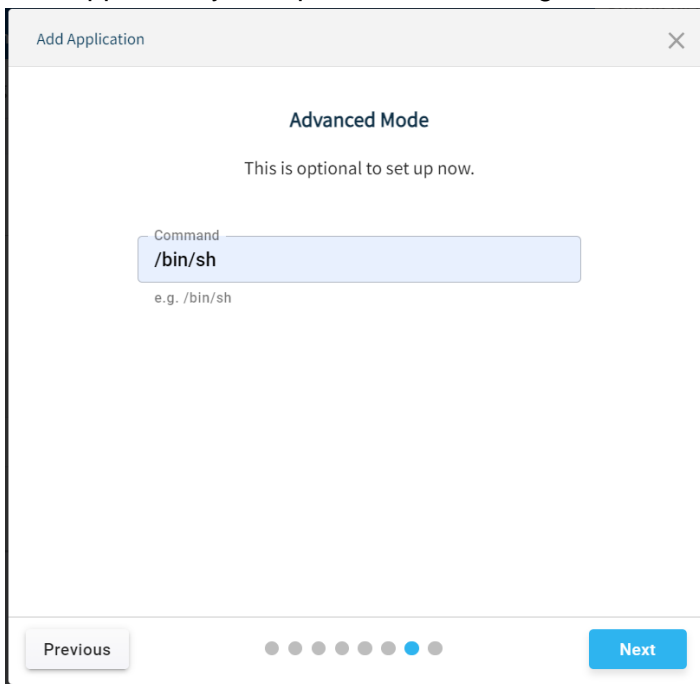 Add Application
Advanced Mode
This is optional to set up now.
Command
/bin/sh
e.g. /bin/sh
Previous
Next